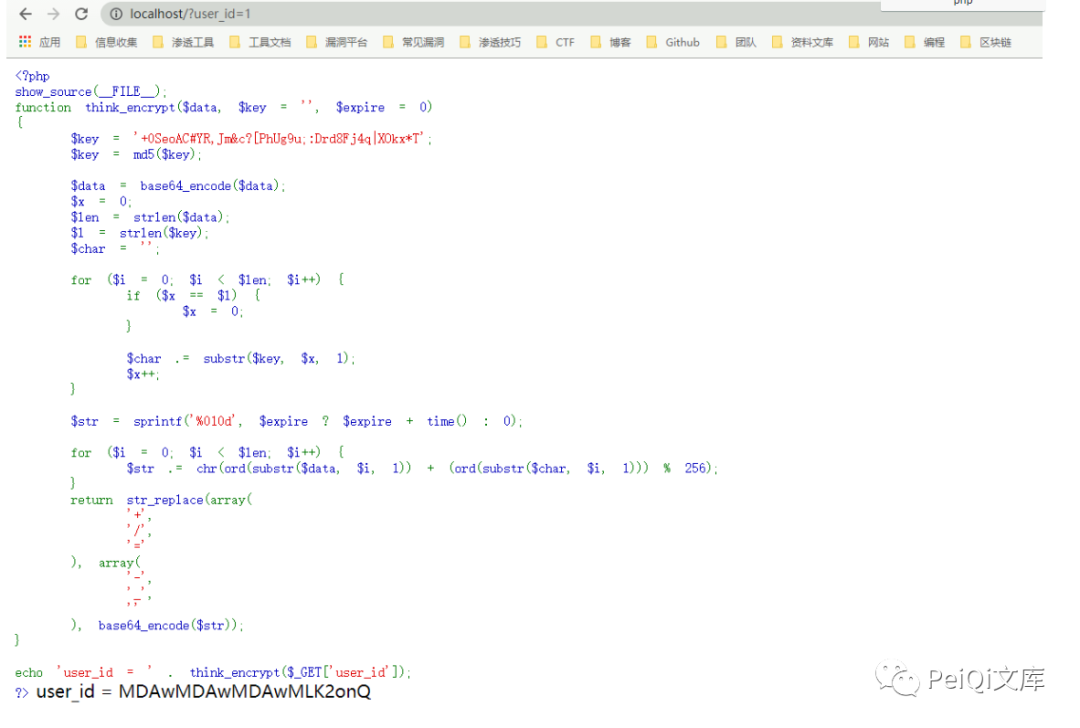 php
localhost/?user_id=1
应用 信息收集 渗透工具 工具文档 漏洞平台 常见漏洞 渗透技巧 CTF 博客 Github 团队 资料文库 网站 编程 区块链
<?php
show_source(__FILE__);
function think_encrypt($data, $key = '', $expire = 0)
{
$key = '+0SeoAC#YR,Jm&c?[PhUg9u;:Drd8Fj4q|XOkx*T';
$key = md5($key);
$data = base64_encode($data);
$x = 0;
$len = strlen($data);
$l = strlen($key);
$char = '';
for ($i = 0; $i < $len; $i++) {
if ($x == $l) {
$x = 0;
}
$char .= substr($key, $x, 1);
$x++;
}
$str = sprintf('%010d', $expire ? $expire + time() : 0);
for ($i = 0; $i < $len; $i++) {
$str .= chr(ord(substr($data, $i, 1)) + (ord(substr($char, $i, 1))) % 256);
}
return str_replace(array(
'+',
'/',
'='
), array(
'-',
'_',
''
), base64_encode($str));
}
echo 'user_id = ' . think_encrypt($_GET['user_id']);
?> user_id = MDAwMDAwMDAwMLK2onQ
PeiQi文库